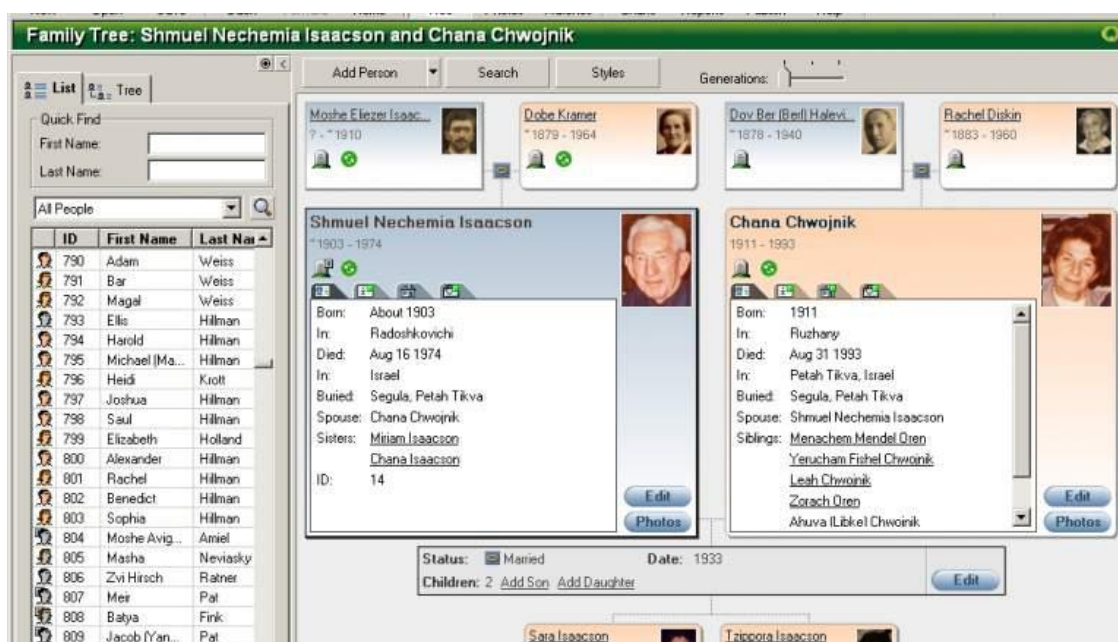 Family Tree: Shmuel Nechemia Isaacson and Chana Chwojnik
List
Tree
Quick Find
First Name:
Last Name:
All People
ID First Name Last Nar
790 Adam Weiss
791 Bar Weiss
792 Magal Weiss
793 Ellis Hillman
794 Harold Hillman
795 Michael (Ma... Hillman
796 Heidi Krott
797 Joshua Hillman
798 Saul Hillman
799 Elizabeth Holland
800 Alexander Hillman
801 Rachel Hillman
802 Benedict Hillman
803 Sophia Hillman
804 Moshe Avig... Amiel
805 Masha Neviasky
806 Zvi Hirsch Ratner
807 Meir Pat
808 Batya Fink
809 Jacob (Yan... Pat
Add Person
Search
Styles
Generations:
Moshe Eliezer Isaac...
? - ~1910
Dobe Kramer
~1879 - 1964
Dov Ber (Berl) Halevi...
~1878 - 1940
Rachel Diskin
~1883 - 1960
Shmuel Nechemia Isaacson
~1903 - 1974
Born: About 1903
In: Radoshkovichi
Died: Aug 16 1974
In: Israel
Buried: Segula, Petah Tikva
Spouse: Chana Chwojnik
Sisters: Miriam Isaacson
Chana Isaacson
ID: 14
Edit
Photos
Chana Chwojnik
1911 - 1993
Born: 1911
In: Ruzhany
Died: Aug 31 1993
In: Petah Tikva, Israel
Buried: Segula, Petah Tikva
Spouse: Shmuel Nechemia Isaacson
Siblings: Menachem Mendel Oren
Yerucham Fishel Chwojnik
Leah Chwojnik
Zorach Oren
Ahuva (Libke) Chwojnik
Edit
Photos
Status: Married Date: 1933
Children: 2 Add Son Add Daughter
Edit
Sara Isaacson
Tzippora Isaacson